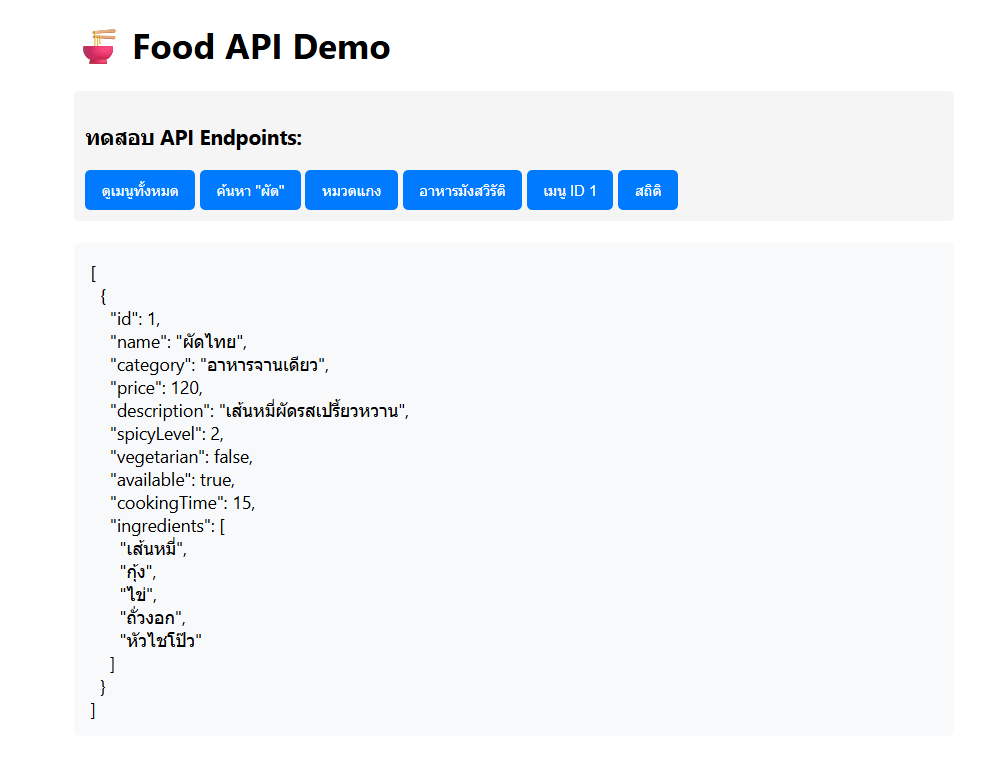 Food API Demo
ทดสอบ API Endpoints:
ดูเมนูทั้งหมด ค้นหา "ผัด" หมวดแกง อาหารมังสวิรัติ เมนู ID 1 สถิติ
[
{
"id": 1,
"name": "ผัดไทย",
"category": "อาหารจานเดียว",
"price": 120,
"description": "เส้นหมี่ผัดรสเปรี้ยวหวาน",
"spicyLevel": 2,
"vegetarian": false,
"available": true,
"cookingTime": 15,
"ingredients": [
"เส้นหมี่",
"กุ้ง",
"ไข่",
"ถั่วงอก",
"หัวไชโป๊ว"
]
}
]